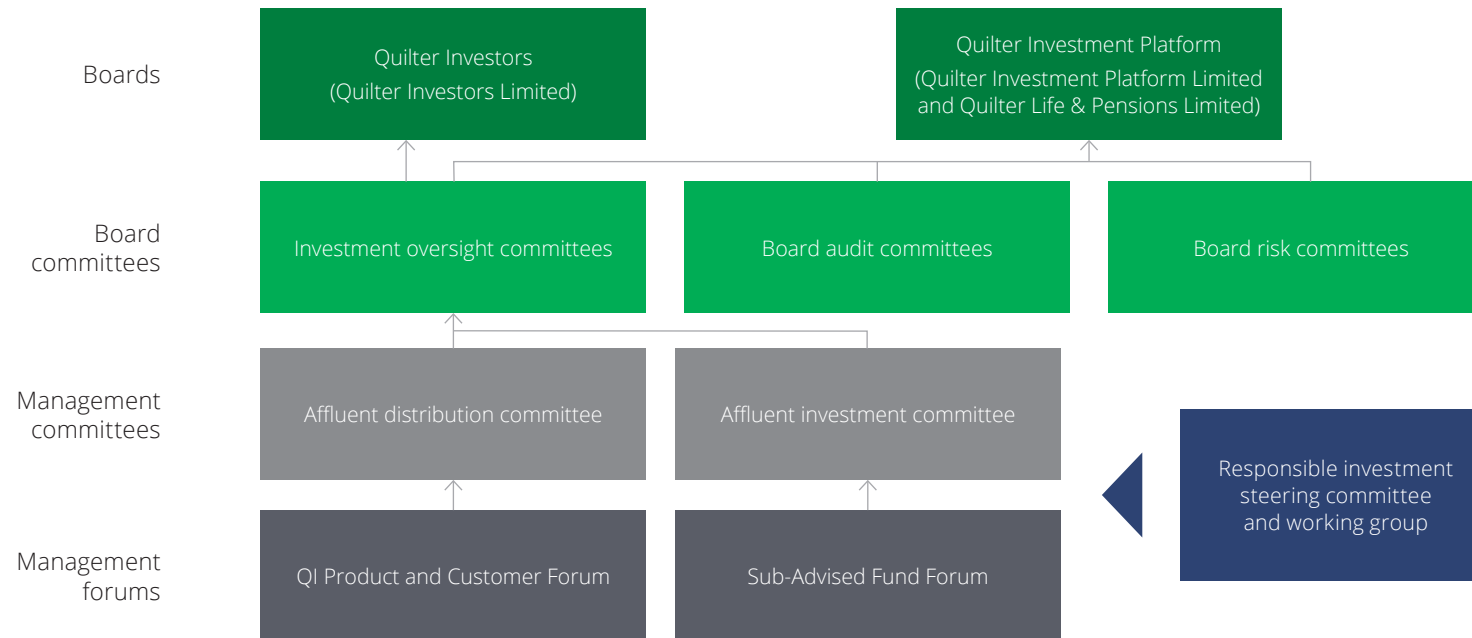 Boards
Quilter Investors
(Quilter Investors Limited)
Quilter Investment Platform
(Quilter Investment Platform Limited
and Quilter Life & Pensions Limited)
Board
committees
Investment oversight committees
Board audit committees
Board risk committees
Management
committees
Affluent distribution committee
Affluent investment committee
Responsible investment
steering committee
and working group
Management
forums
QI Product and Customer Forum
Sub-Advised Fund Forum